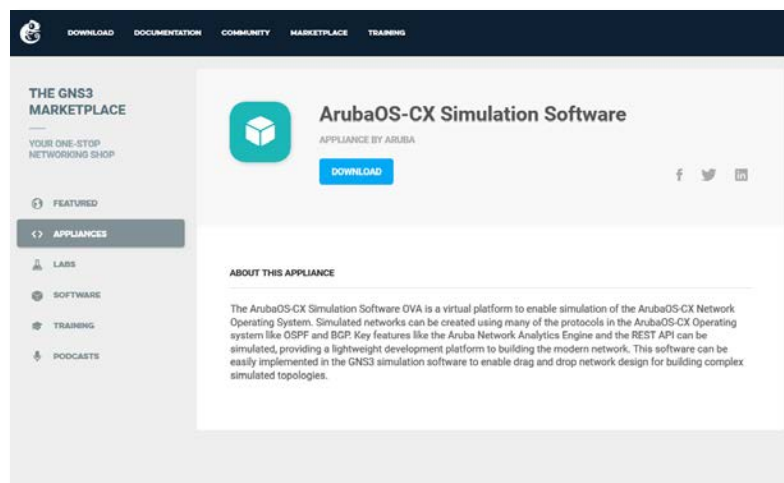 DOWNLOAD DOCUMENTATION COMMUNITY MARKETPLACE TRAINING
THE GNS3
MARKETPLACE
YOUR ONE-STOP
NETWORKING SHOP
FEATURED
APPLIANCES
LABS
SOFTWARE
TRAINING
PODCASTS
ArubaOS-CX Simulation Software
APPLIANCE BY ARUBA
DOWNLOAD
ABOUT THIS APPLIANCE
The ArubaOS-CX Simulation Software OVA is a virtual platform to enable simulation of the ArubaOS-CX Network
Operating System. Simulated networks can be created using many of the protocols in the ArubaOS-CX Operating
system like OSPF and BGP. Key features like the Aruba Network Analytics Engine and the REST API can be
simulated, providing a lightweight development platform to building the modern network. This software can be
easily implemented in the GNS3 simulation software to enable drag and drop network design for building complex
simulated topologies.